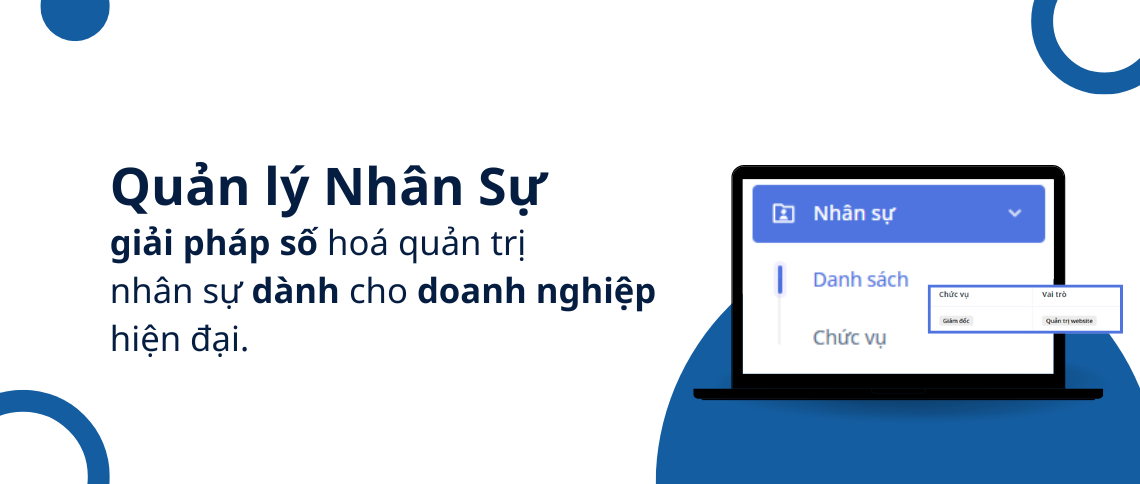 Quản lý Nhân Sự
giải pháp số hoá quản trị
nhân sự dành cho doanh nghiệp
hiện đại.
Nhân sự
Danh sách
Chức vụ
Chức vụ Vai trò
Giám đốc Quản trị website